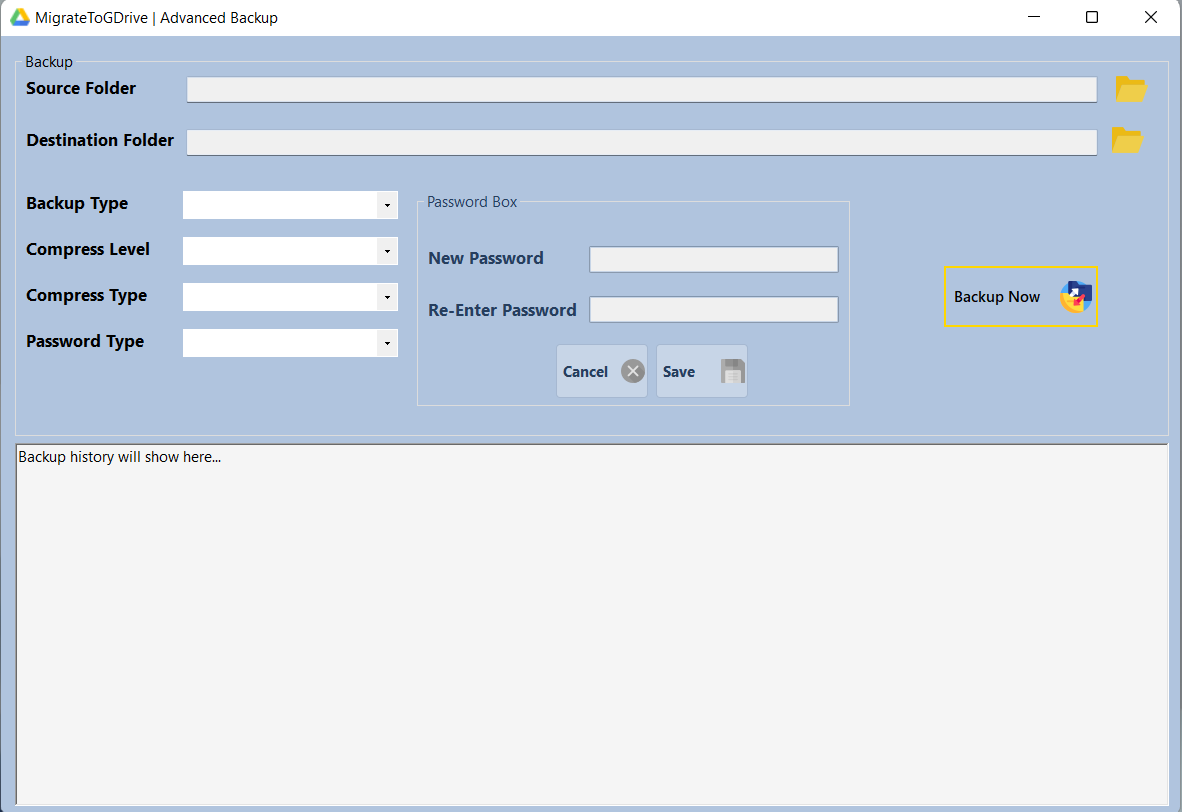 MigrateToGDrive | Advanced Backup
Backup
Source Folder
Destination Folder
Backup Type
Compress Level
Compress Type
Password Type
Password Box
New Password
Re-Enter Password
Cancel
Save
Backup Now
Backup history will show here...